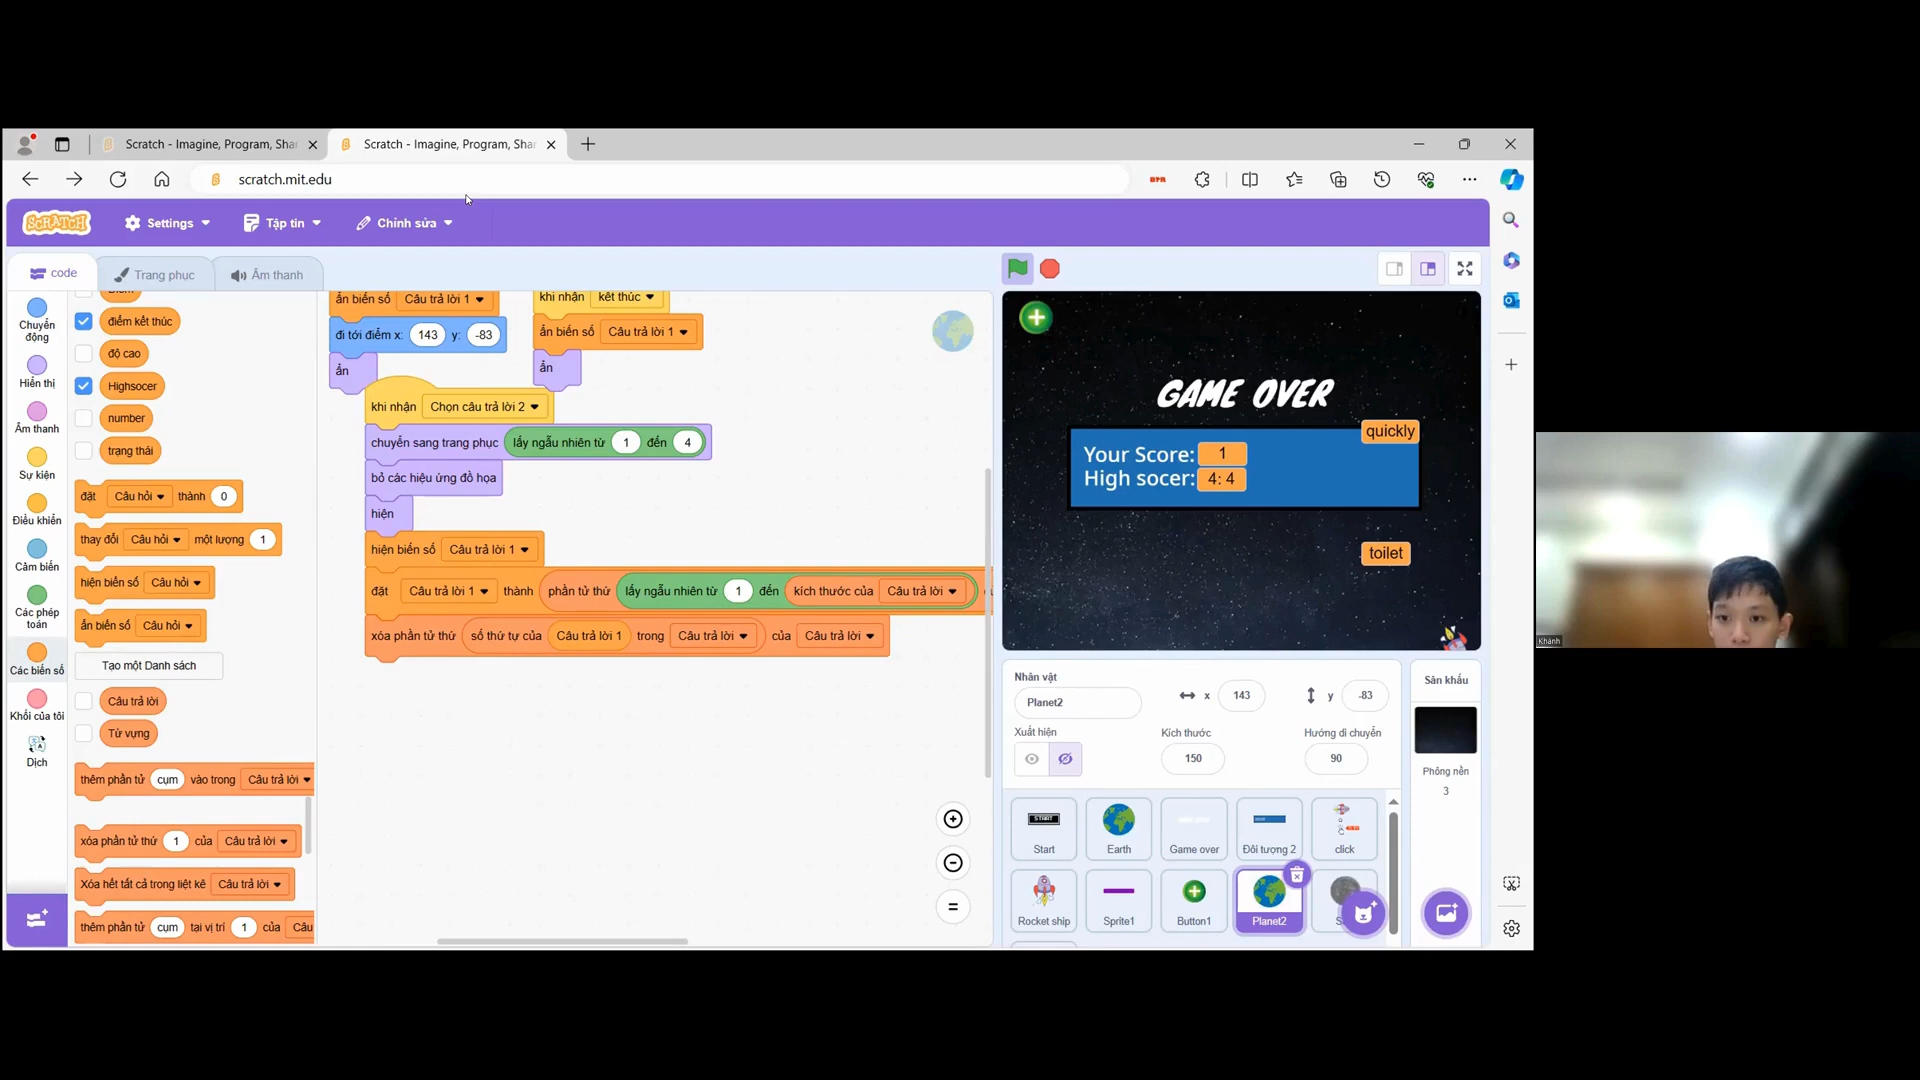 Scratch - Imagine, Program, Shar
Scratch - Imagine, Program, Shar
scratch.mit.edu
SCRATCH
Settings
Tập tin
Chỉnh sửa
code
Trang phục
Âm thanh
Chuyển động
Hiển thị
Âm thanh
Sự kiện
Điều khiển
Cảm biến
Các phép toán
Các biến số
Khối của tôi
Dịch
điểm kết thúc
độ cao
Highsocer
number
trạng thái
đặt Câu hỏi thành 0
thay đổi Câu hỏi một lượng 1
hiện biến số Câu hỏi
ẩn biến số Câu hỏi
Tạo một Danh sách
Câu trả lời
Từ vựng
thêm phần tử cụm vào trong Câu trả lời
xóa phần tử thứ 1 của Câu trả lời
Xóa hết tất cả trong liệt kê Câu trả lời
thêm phần tử cụm tại vị trí 1 của Câu
ẩn biến số Câu trả lời 1
đi tới điểm x: 143 y: -83
ẩn
khi nhận kết thúc
ẩn biến số Câu trả lời 1
ẩn
khi nhận Chọn câu trả lời 2
chuyển sang trang phục lấy ngẫu nhiên từ 1 đến 4
bỏ các hiệu ứng đồ họa
hiện
hiện biến số Câu trả lời 1
đặt Câu trả lời 1 thành phần tử thứ lấy ngẫu nhiên từ 1 đến kích thước của Câu trả lời
xóa phần tử thứ số thứ tự của Câu trả lời 1 trong Câu trả lời của Câu trả lời
GAME OVER
quickly
Your Score: 1
High socer: 4: 4
toilet
Nhân vật
Planet2
x 143
y -83
Xuất hiện
Kích thước
150
Hướng di chuyển
90
Sân khấu
Phông nền
3
START
Start
Earth
Game over
Đối tượng 2
click
Rocket ship
Sprite1
Button1
Planet2
Khánh